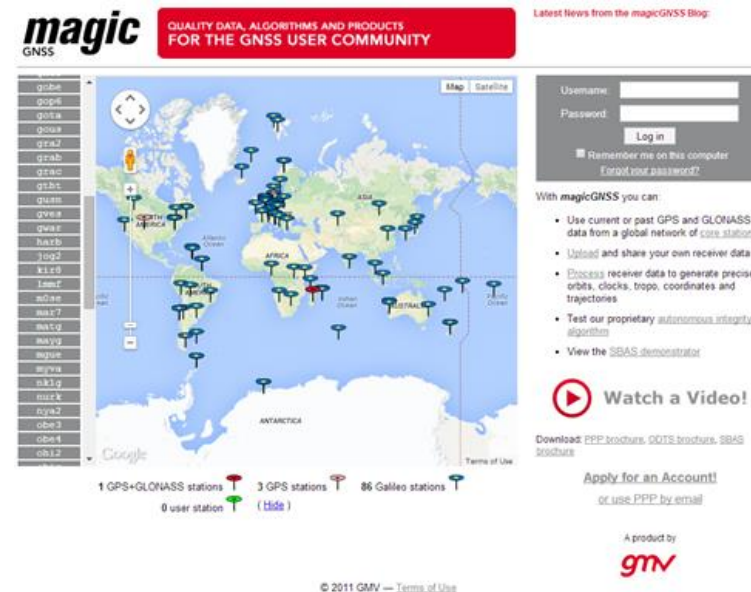 magic
GNSS
QUALITY DATA, ALGORITHMS AND PRODUCTS
FOR THE GNSS USER COMMUNITY
Latest News from the magicGNSS Blog:
gobe
gop6
gota
gous
gra2
grab
grac
gtbt
gusn
gves
gwar
harb
jog2
kir8
lmmf
m0se
mar7
matg
mayg
mgue
myva
nklg
nurk
nya2
obe3
obe4
ohi2
Map
Satellite
NORTH
AMERICA
Atlantic
Ocean
ASIA
AFRICA
SOUTH
AMERICA
Indian
Ocean
AUSTRALIA
Pacific
Ocean
ANTARCTICA
Google
Terms of Use
1 GPS+GLONASS stations
3 GPS stations
86 Galileo stations
0 user station
( Hide )
Username:
Password:
Log in
Remember me on this computer
Forgot your password?
With magicGNSS you can:
• Use current or past GPS and GLONASS
data from a global network of core station
• Upload and share your own receiver data
• Process receiver data to generate precise
orbits, clocks, tropo, coordinates and
trajectories
• Test our proprietary autonomous integrity
algorithm
• View the SBAS demonstrator
Watch a Video!
Download: PPP brochure, ODTS brochure, SBAS
brochure
Apply for an Account!
or use PPP by email
A product by
gmv
© 2011 GMV — Terms of Use